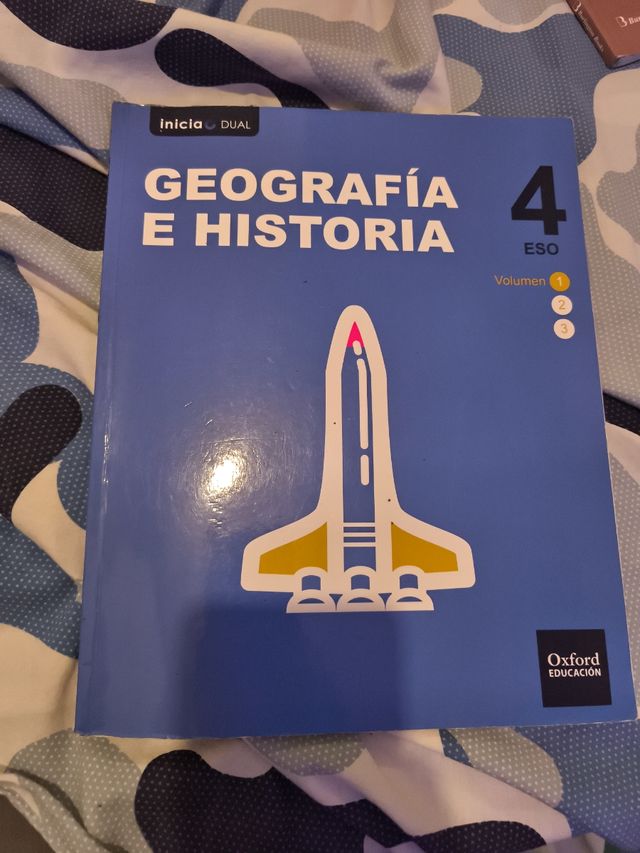 inicia DUAL
GEOGRAFÍA
E HISTORIA
4
ESO
Volumen 1
2
3
Oxford
EDUCACIÓN